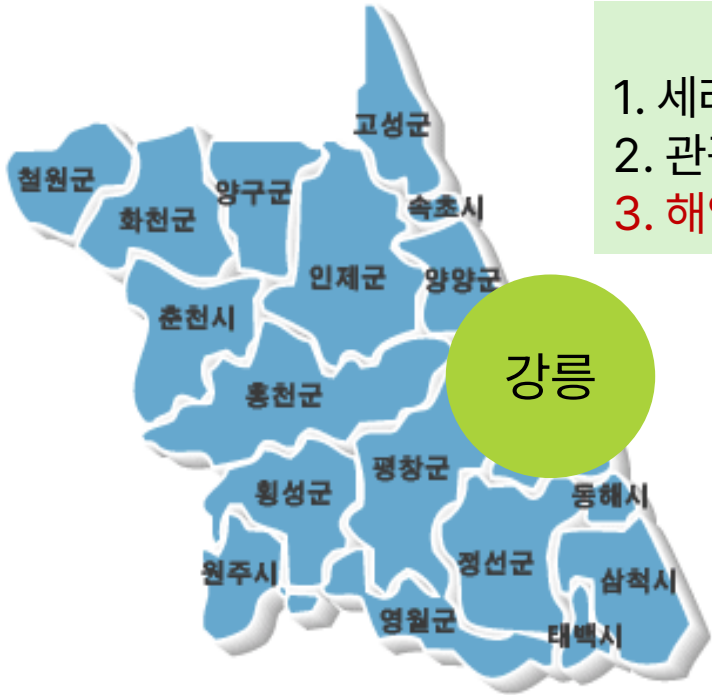 고성군
1. 세
2. 관
3. 해
철원군
양구군
화천군
속초시
인제군
양양군
춘천시
강릉
홍천군
평창군
횡성군
동해시
정선군
원주시
삼척시
영월군
태백시